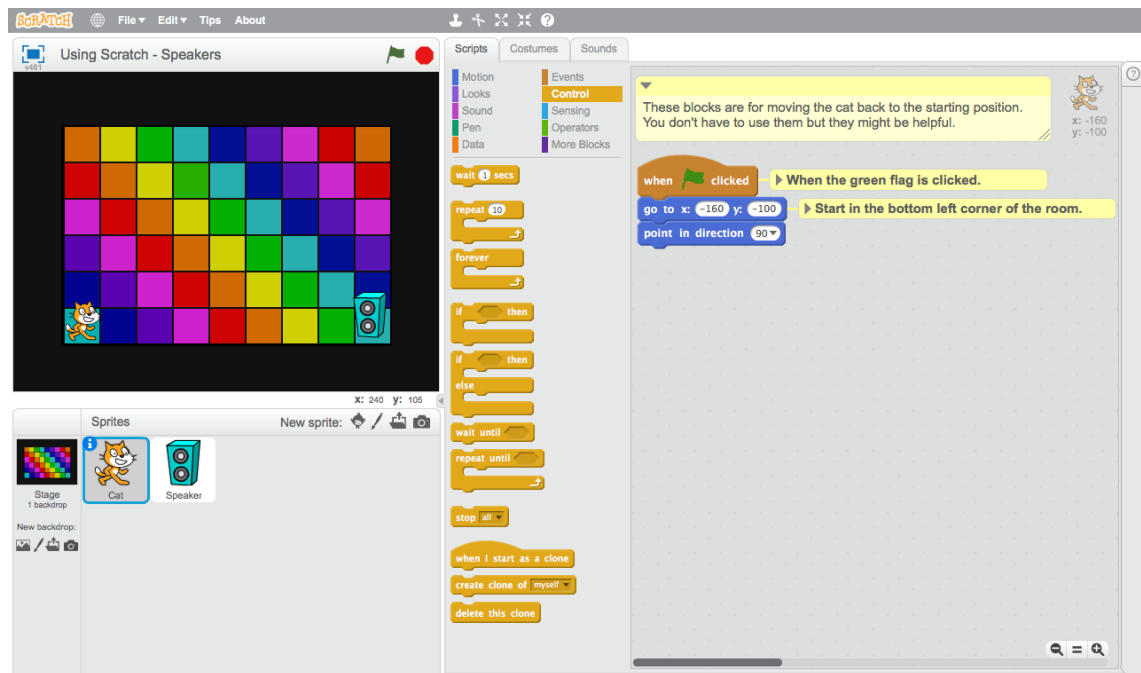 SCRATCH File Edit Tips About
v461 Using Scratch - Speakers
x: 240 y: 105
Sprites New sprite:
Stage
1 backdrop
New backdrop:
Cat
Speaker
Scripts Costumes Sounds
Motion Events
Looks Control
Sound Sensing
Pen Operators
Data More Blocks
wait 1 secs
repeat 10
forever
if then
if then
else
wait until
repeat until
stop all
when I start as a clone
create clone of myself
delete this clone
These blocks are for moving the cat back to the starting position.
You don't have to use them but they might be helpful.
x: -160
y: -100
when clicked When the green flag is clicked.
go to x: -160 y: -100 Start in the bottom left corner of the room.
point in direction 90